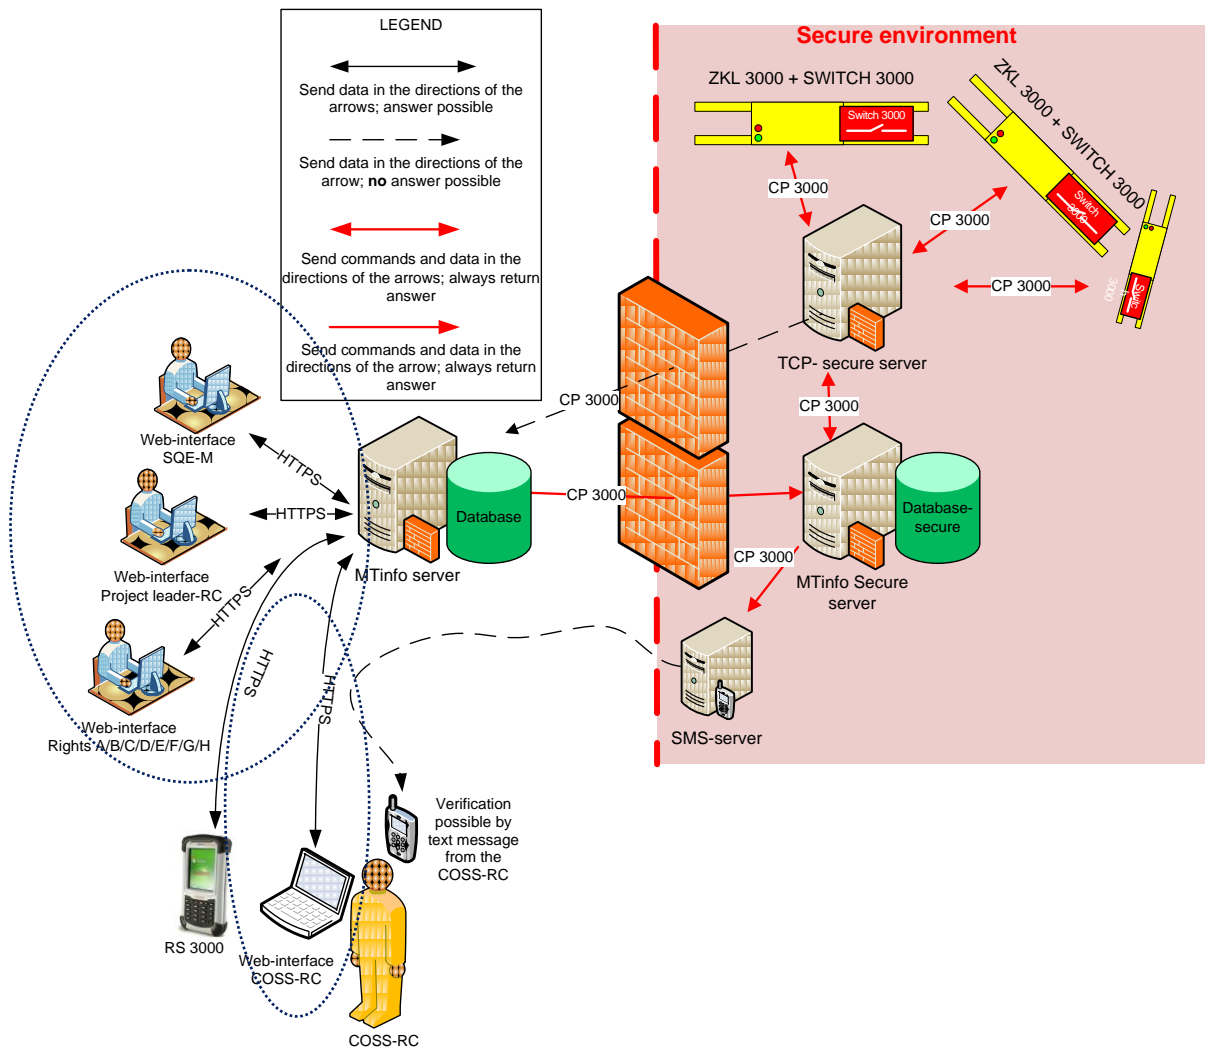 LEGEND
Send data in the directions of the
arrows; answer possible
Send data in the directions of the
arrow; no answer possible
Send commands and data in the
directions of the arrows; always return
answer
Send commands and data in the
directions of the arrow; always return
answer
Secure environment
ZKL 3000 + SWITCH 3000
Switch 3000
ZKL 3000 + SWITCH 3000
Switch
3000
CP 3000
CP 3000
CP 3000
3000
TCP- secure server
CP 3000
CP 3000
CP 3000
CP 3000
Web-interface
SQE-M
HTTPS
Web-interface
Project leader-RC
HTTPS
HTTPS
Web-interface
Rights A/B/C/D/E/F/G/H
Database
MTinfo server
Database-
secure
MTinfo Secure
server
SMS-server
HTTPS
HTTPS
Verification
possible by
text message
from the
COSS-RC
RS 3000
Web-interface
COSS-RC
COSS-RC